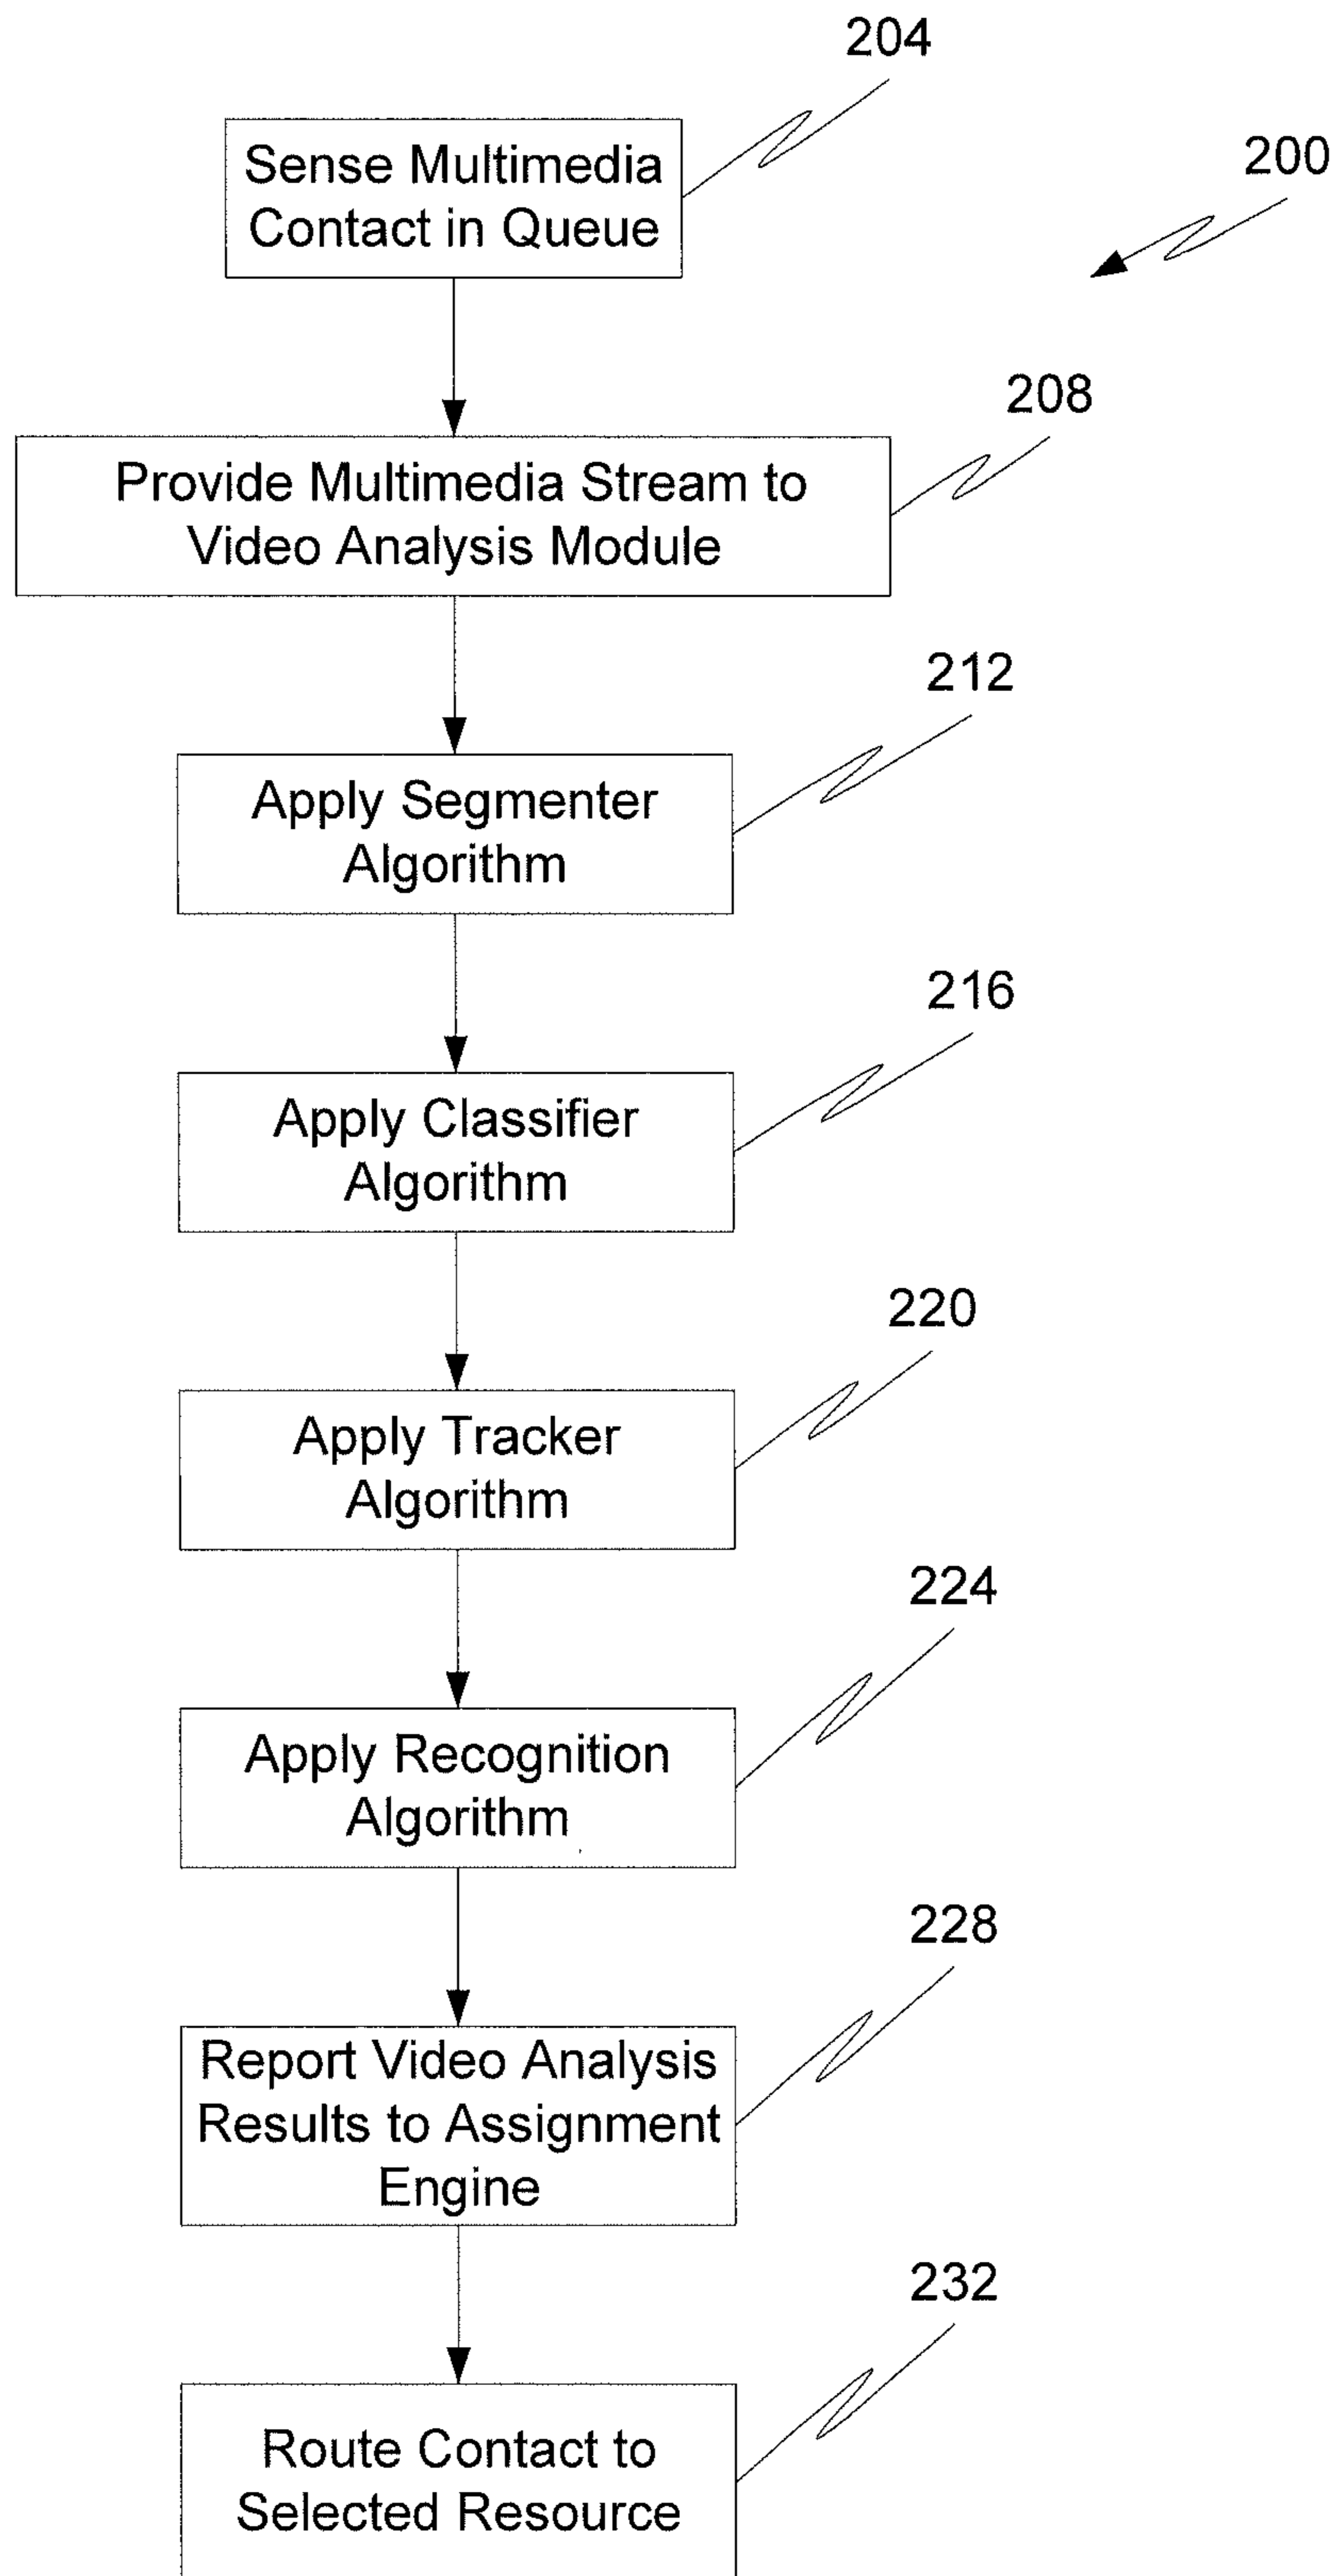 204
Sense Multimedia
Contact in Queue
200
208
Provide Multimedia Stream to
Video Analysis Module
212
Apply Segmenter
Algorithm
216
Apply Classifier
Algorithm
220
Apply Tracker
Algorithm
224
Apply Recognition
Algorithm
228
Report Video Analysis
Results to Assignment
Engine
232
Route Contact to
Selected Resource